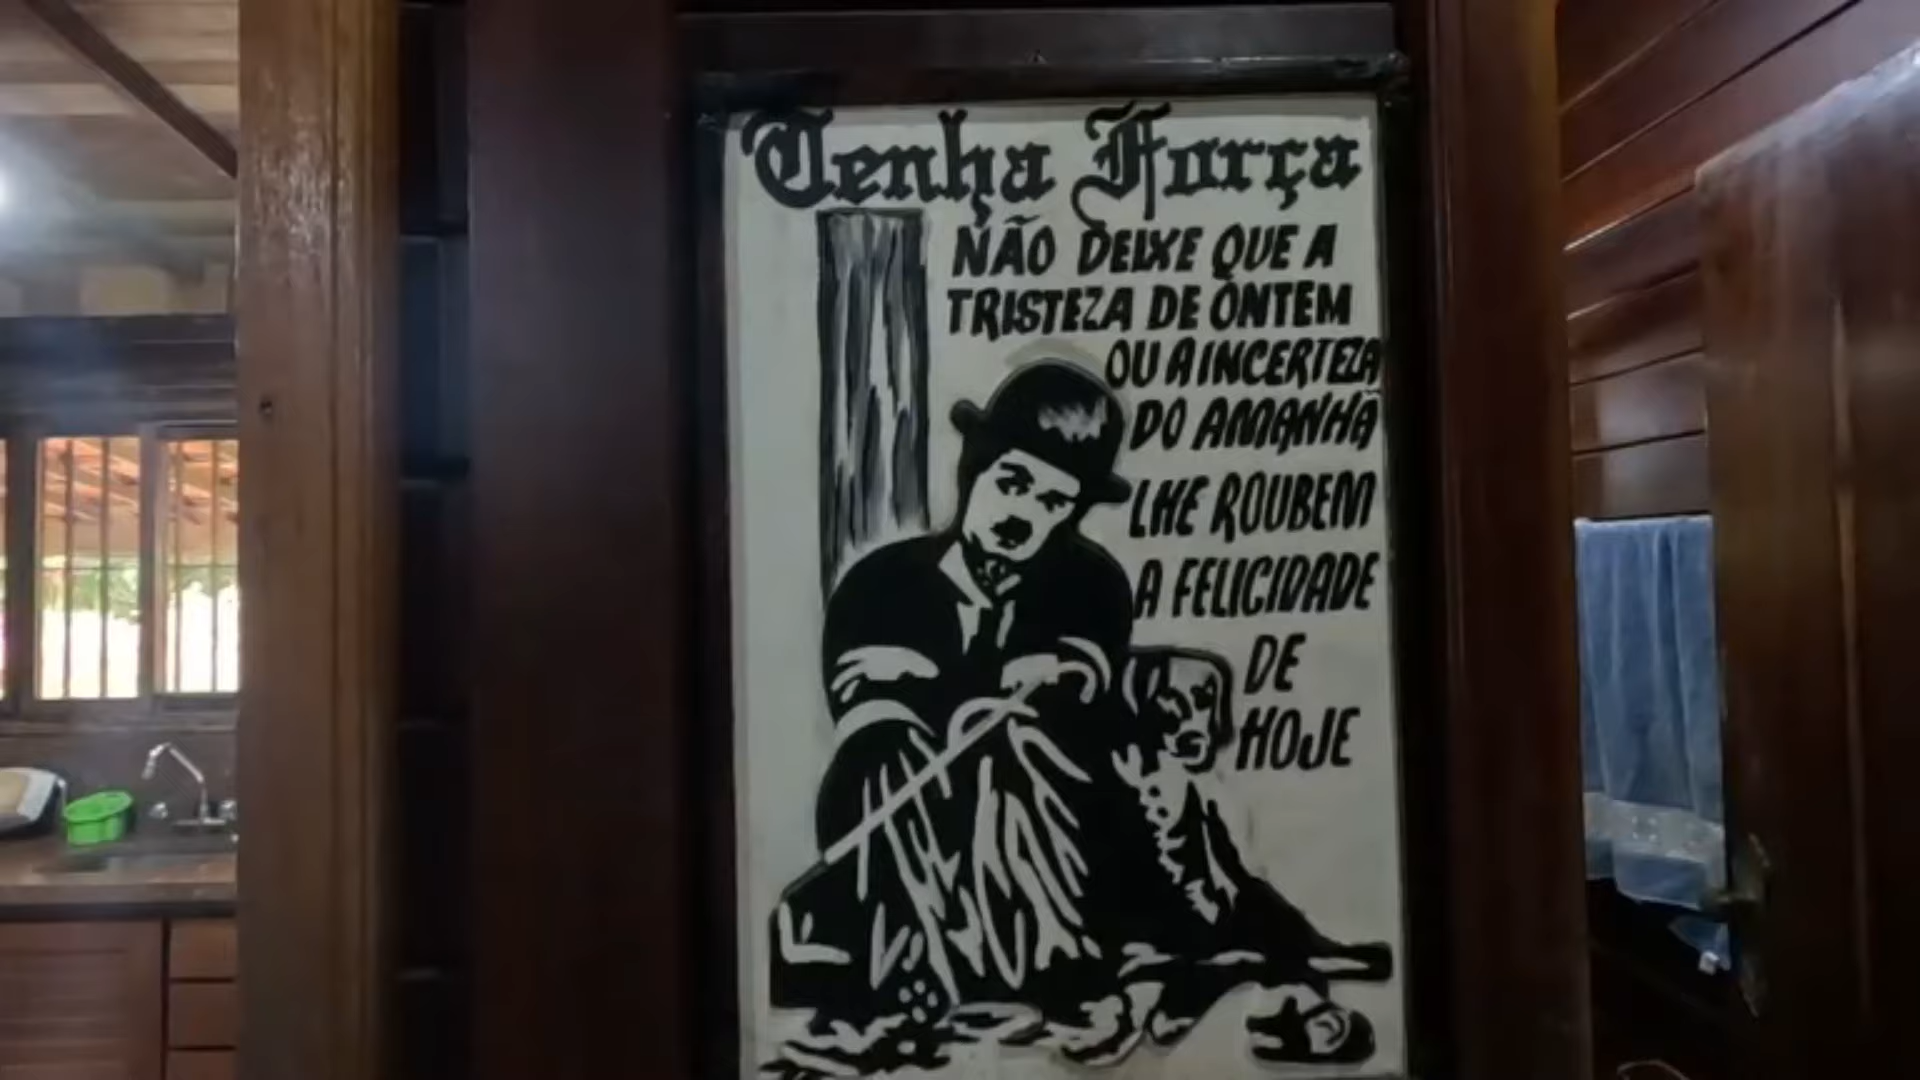 Tenha Força
NÃO DEIXE QUE A
TRISTEZA DE ONTEM
OU A INCERTEZA
DO AMANHÃ
LHE ROUBEM
A FELICIDADE
DE
HOJE